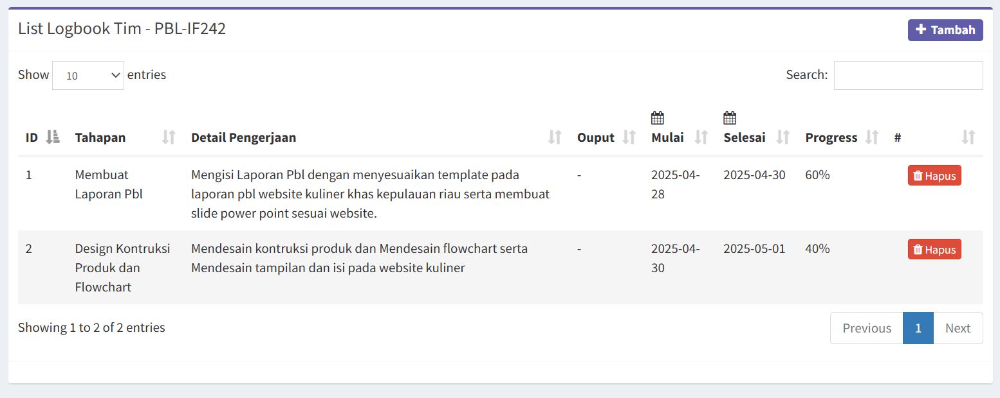 List Logbook Tim - PBL-IF242
Tambah
Show 10 entries
Search:
ID Tahapan Detail Pengerjaan Ouput Mulai Selesai Progress #
1 Membuat Mengisi Laporan Pbl dengan menyesuaikan template pada - 2025-04- 2025-04-30 60% Hapus
Laporan Pbl laporan pbl website kuliner khas kepulauan riau serta membuat 28
slide power point sesuai website.
2 Design Kontruksi Mendesain kontruksi produk dan Mendesain flowchart serta - 2025-04- 2025-05-01 40% Hapus
Produk dan Mendesain tampilan dan isi pada website kuliner 30
Flowchart
Showing 1 to 2 of 2 entries
Previous 1 Next